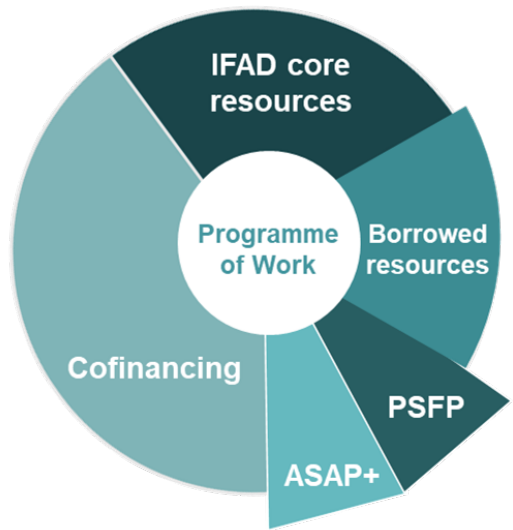 IFAD core
resources
Programme
of Work
Borrowed
resources
Cofinancing
PSFP
ASAP+